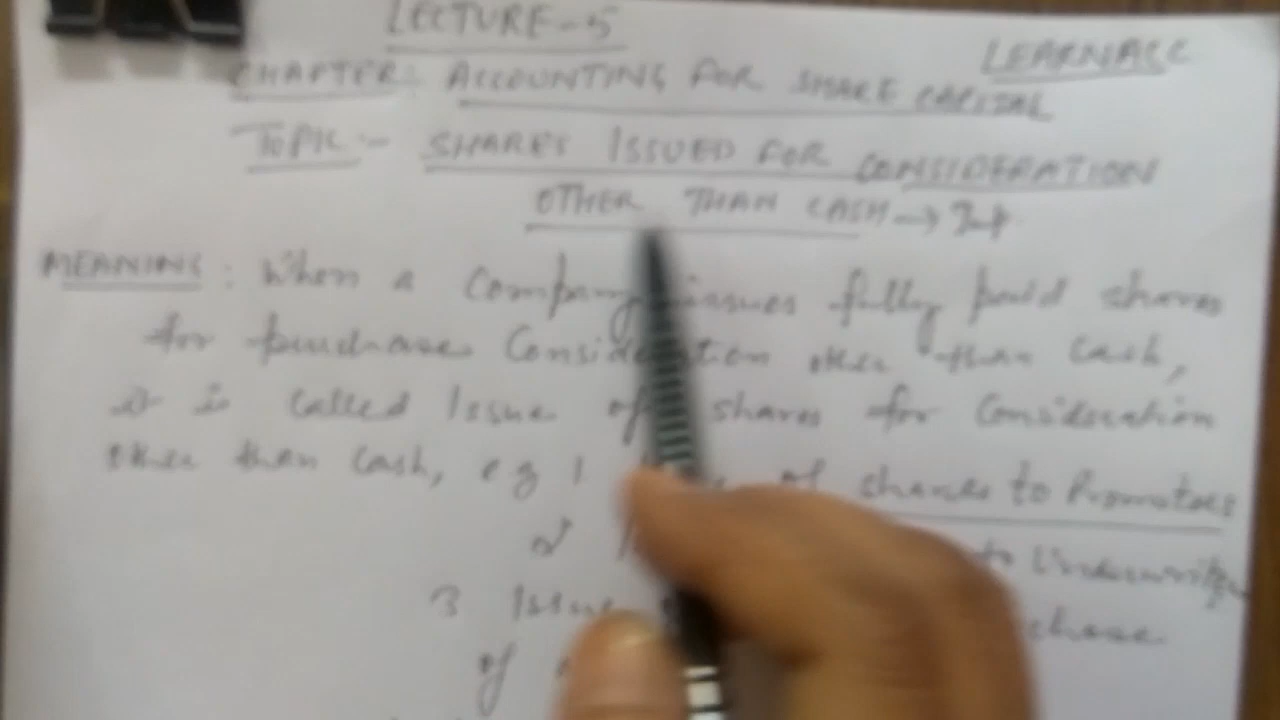 LECTURE-5
LEARNACC
CHAPTER: ACCOUNTING FOR SHARE CAPITAL
TOPIC:- SHARES ISSUED FOR CONSIDERATION
OTHER THAN CASH →
MEANING: When a Company issues fully paid shares
for purchase Consideration other than Cash,
it is called Issue of shares for Consideration
other than Cash, eg 1 of shares to Promoters
2 to Underwriters
3 Issue
of